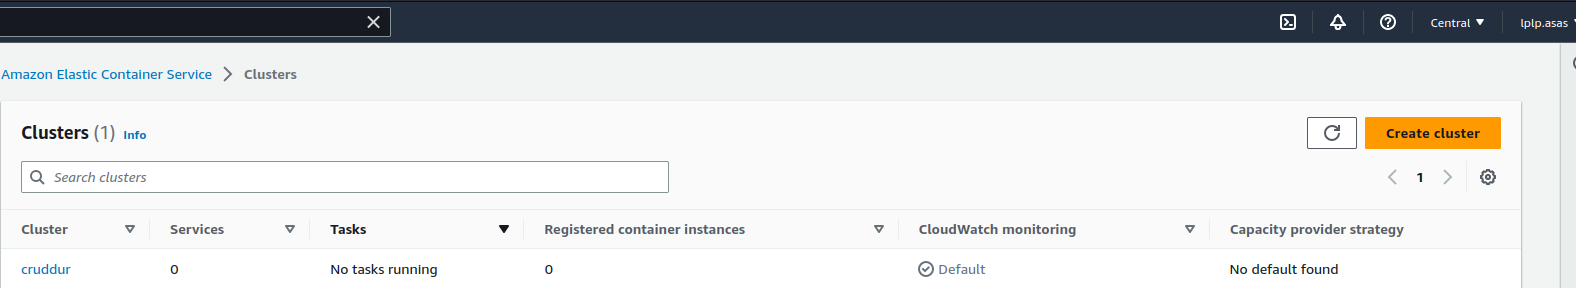 Central lplp.asas
Amazon Elastic Container Service Clusters
Clusters (1) Info
Create cluster
Search clusters
1
Cluster Services Tasks Registered container instances CloudWatch monitoring Capacity provider strategy
cruddur 0 No tasks running 0 Default No default found